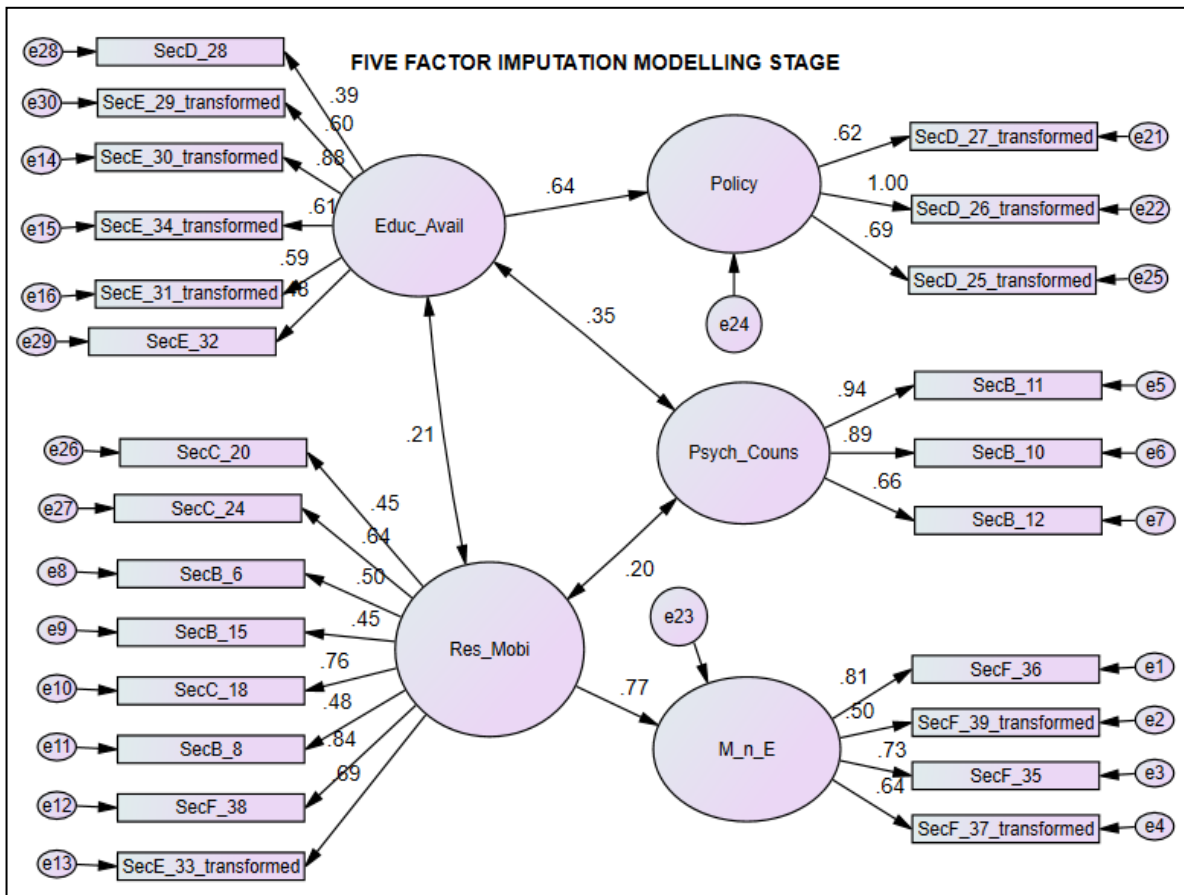 FIVE FACTOR IMPUTATION MODELLING STAGE
e28
SecD_28
.39
e30
SecE_29_transformed
.60
e14
SecE_30_transformed
.88
e15
SecE_34_transformed
.61
e16
SecE_31_transformed
.59
e29
SecE_32
Educ_Avail
.64
Policy
.62
SecD_27_transformed
e21
1.00
SecD_26_transformed
e22
.69
SecD_25_transformed
e25
e24
.35
.21
Psych_Couns
.94
SecB_11
e5
.89
SecB_10
e6
.66
SecB_12
e7
.20
e26
SecC_20
.45
e27
SecC_24
.64
e8
SecB_6
.50
e9
SecB_15
.45
e10
SecC_18
.76
e11
SecB_8
.48
e12
SecF_38
.84
e13
SecE_33_transformed
.69
Res_Mobi
.77
e23
M_n_E
.81
SecF_36
e1
.50
SecF_39_transformed
e2
.73
SecF_35
e3
.64
SecF_37_transformed
e4